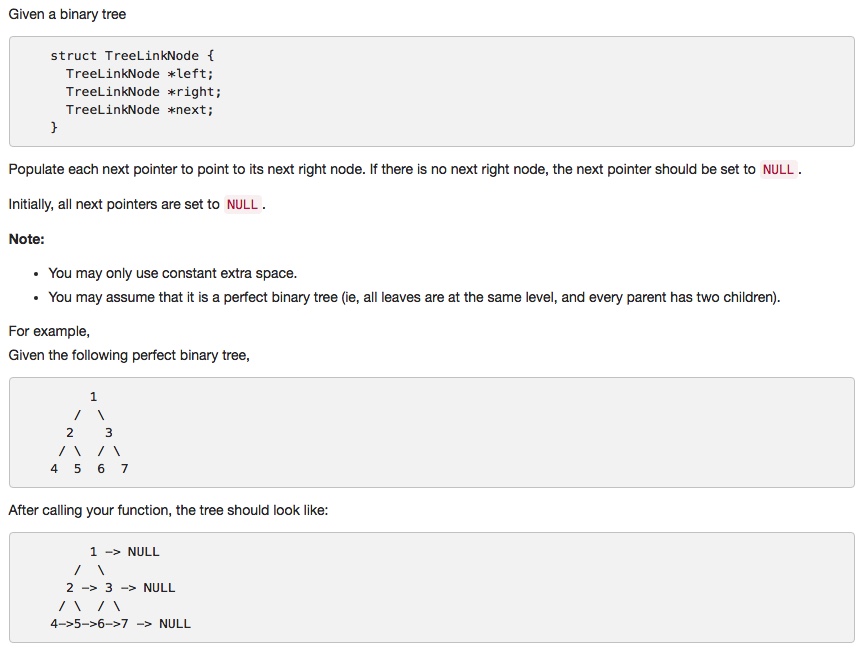 Given a binary tree
struct TreeLinkNode {
TreeLinkNode *left;
TreeLinkNode *right;
TreeLinkNode *next;
}
Populate each next pointer to point to its next right node. If there is no next right node, the next pointer should be set to NULL .
Initially, all next pointers are set to NULL .
Note:
• You may only use constant extra space.
• You may assume that it is a perfect binary tree (ie, all leaves are at the same level, and every parent has two children).
For example,
Given the following perfect binary tree,
1
/ \
2 3
/ \ / \
4 5 6 7
After calling your function, the tree should look like:
1 -> NULL
/ \
2 -> 3 -> NULL
/ \ / \
4->5->6->7 -> NULL